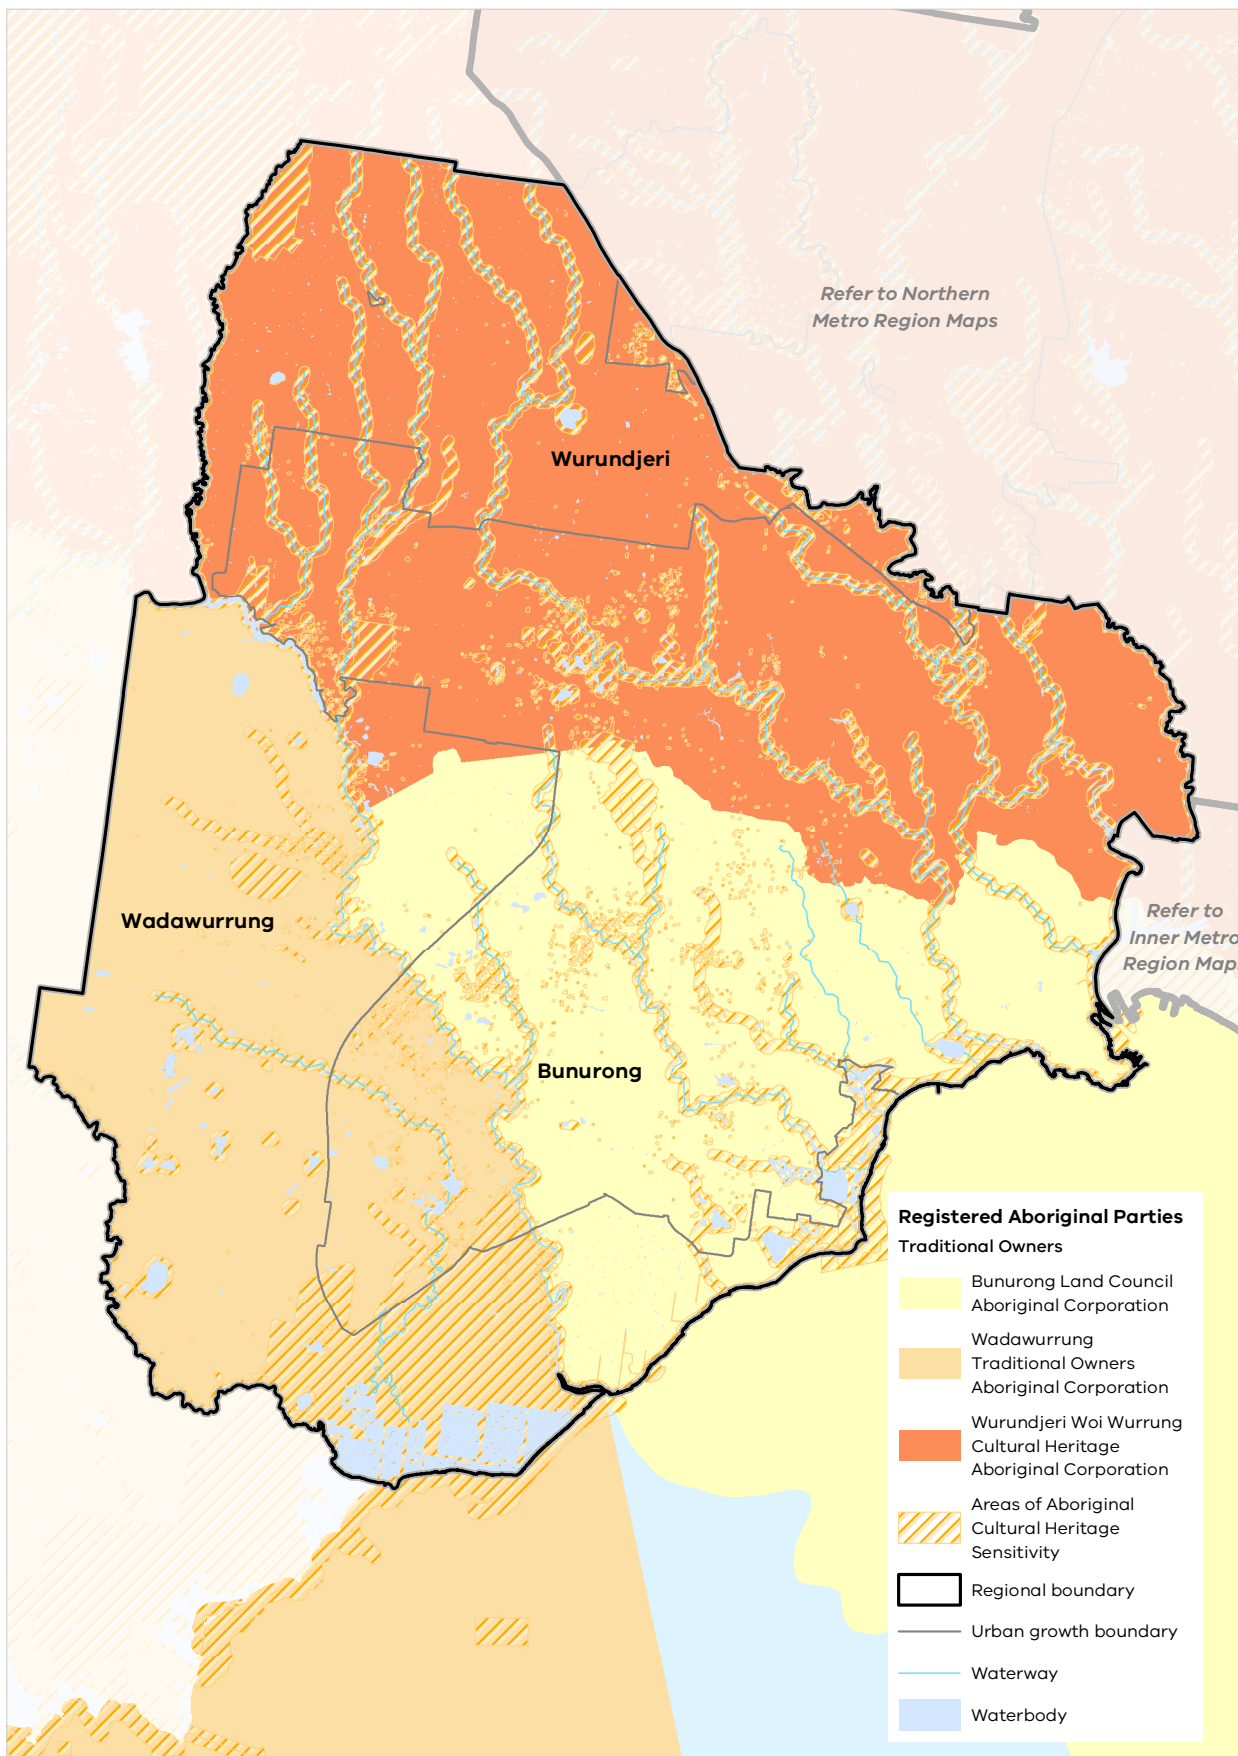 Refer to Northern
Metro Region Maps
Wurundjeri
Wadawurrung
Refer to
Inner Metro
Region Map
Bunurong
Registered Aboriginal Parties
Traditional Owners
Bunurong Land Council
Aboriginal Corporation
Wadawurrung
Traditional Owners
Aboriginal Corporation
Wurundjeri Woi Wurrung
Cultural Heritage
Aboriginal Corporation
Areas of Aboriginal
Cultural Heritage
Sensitivity
Regional boundary
Urban growth boundary
Waterway
Waterbody